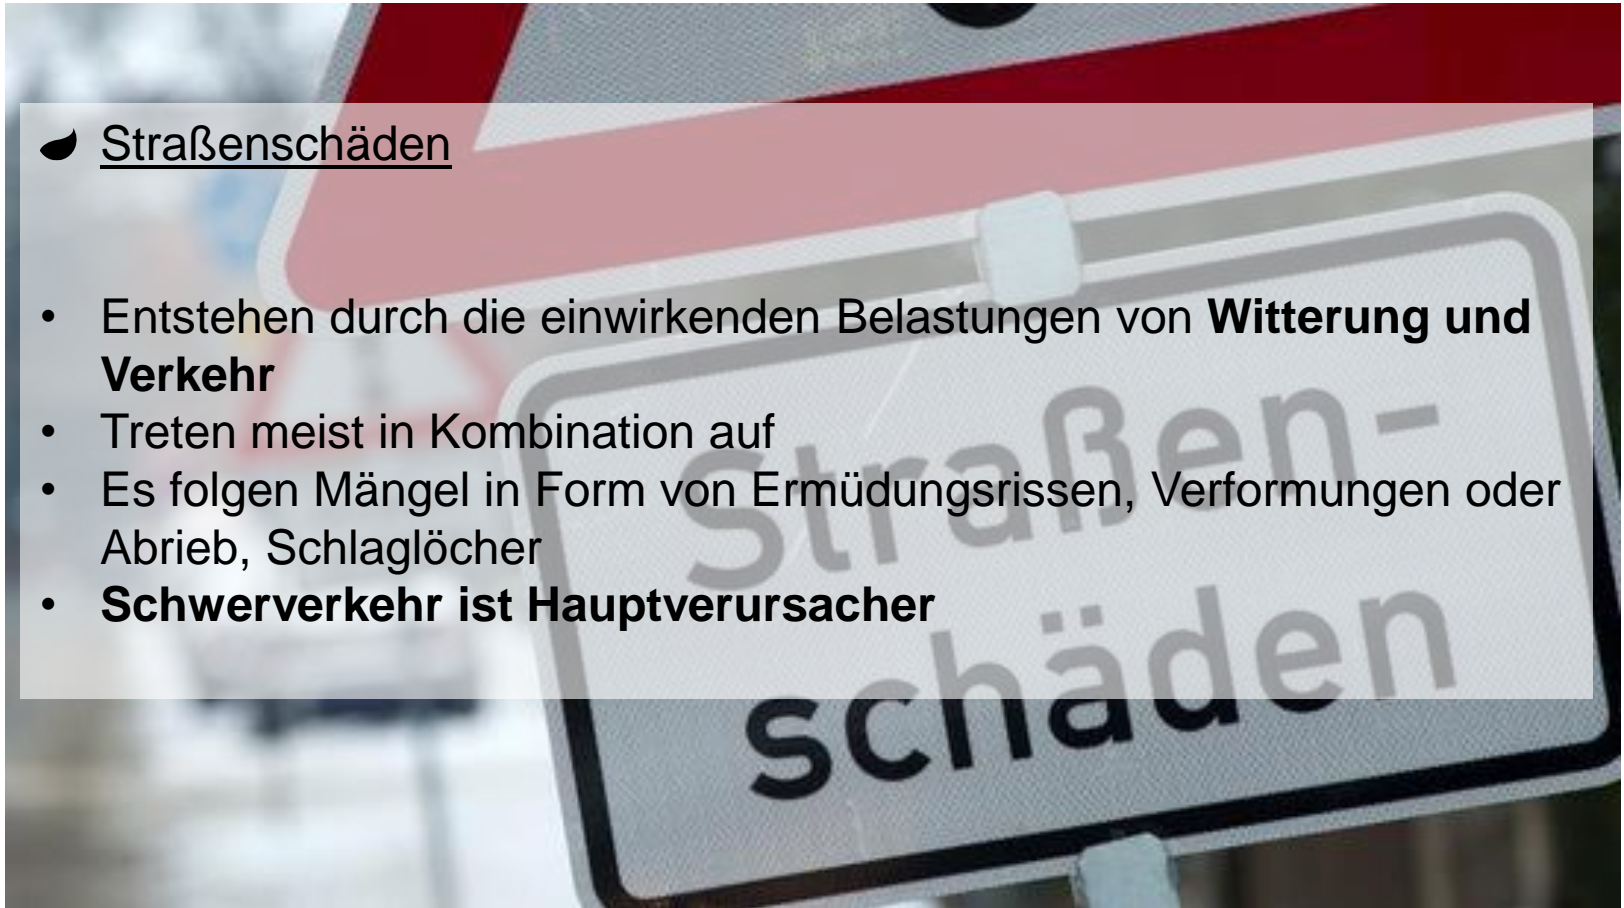 Straßenschäden
• Entstehen durch die einwirkenden Belastungen von Witterung und
Verkehr
• Treten meist in Kombination auf
• Es folgen Mängel in Form von Ermüdungsrissen, Verformungen oder
Abrieb, Schlaglöcher
• Schwerverkehr ist Hauptverursacher
Straßen-
schäden